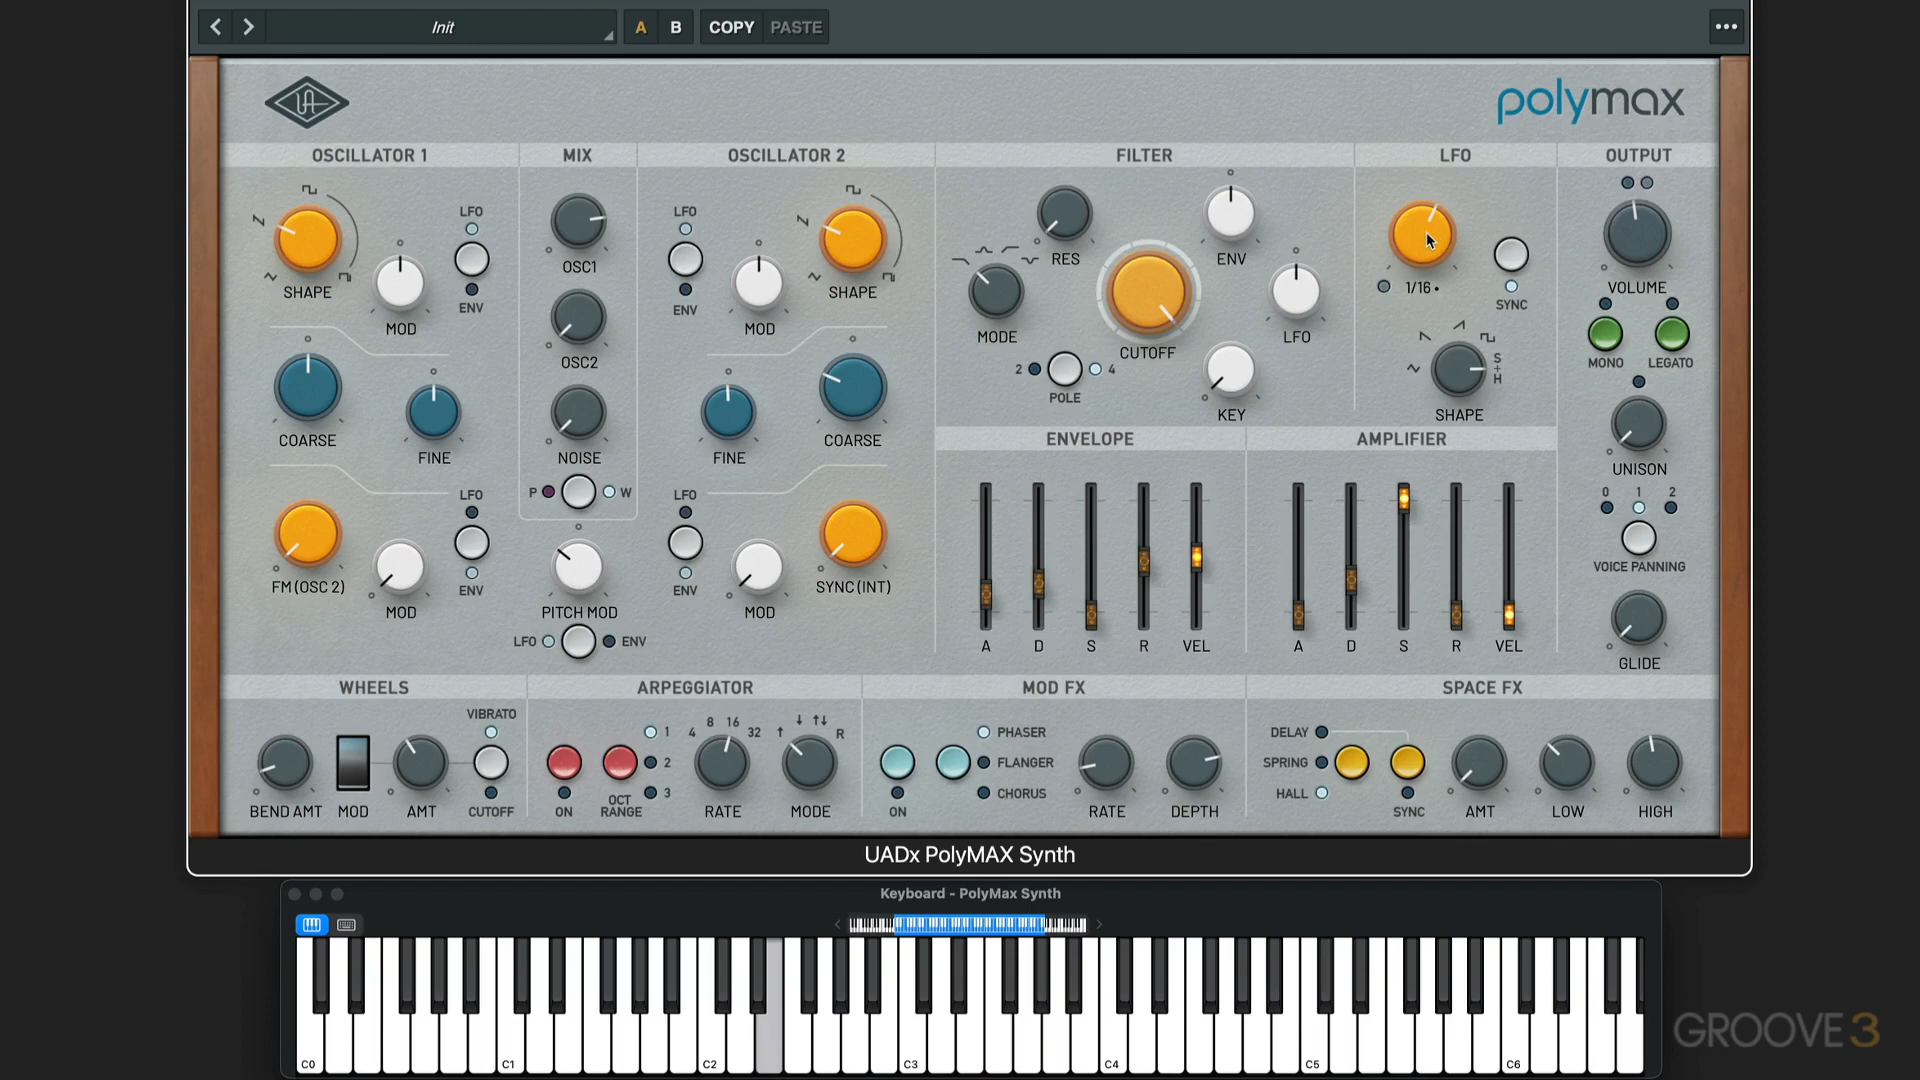 Init
A B COPY PASTE
UA
polymax
OSCILLATOR 1 MIX OSCILLATOR 2 FILTER LFO OUTPUT
SHAPE MOD LFO ENV
COARSE FINE
FM (OSC 2) MOD LFO ENV
OSC1
OSC2
NOISE
P W
PITCH MOD
LFO ENV
LFO ENV MOD SHAPE
FINE COARSE
LFO ENV MOD SYNC (INT)
RES ENV
MODE CUTOFF LFO
2 4
POLE KEY
1/16 •
SYNC
S+H
SHAPE
VOLUME
MONO LEGATO
UNISON
0 1 2
VOICE PANNING
GLIDE
ENVELOPE AMPLIFIER
A D S R VEL
A D S R VEL
WHEELS ARPEGGIATOR MOD FX SPACE FX
VIBRATO
BEND AMT MOD AMT CUTOFF
1
2
3
ON OCT RANGE
4 8 16 32
RATE
R
MODE
PHASER
FLANGER
CHORUS
ON RATE DEPTH
DELAY
SPRING
HALL
SYNC AMT LOW HIGH
UADx PolyMAX Synth
Keyboard - PolyMax Synth
C0 C1 C2 C3 C4 C5 C6
GROOVE 3